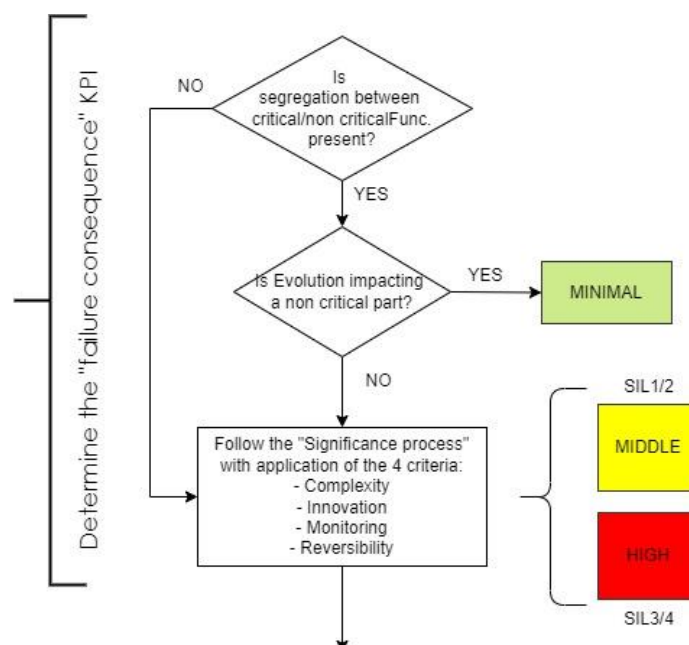 Determine the "failure consequence" KPI
Is
segregation between
critical/non criticalFunc.
present?
NO
YES
Is Evolution impacting
a non critical part?
YES
MINIMAL
NO
Follow the "Significance process"
with application of the 4 criteria:
- Complexity
- Innovation
- Monitoring
- Reversibility
SIL1/2
MIDDLE
HIGH
SIL3/4